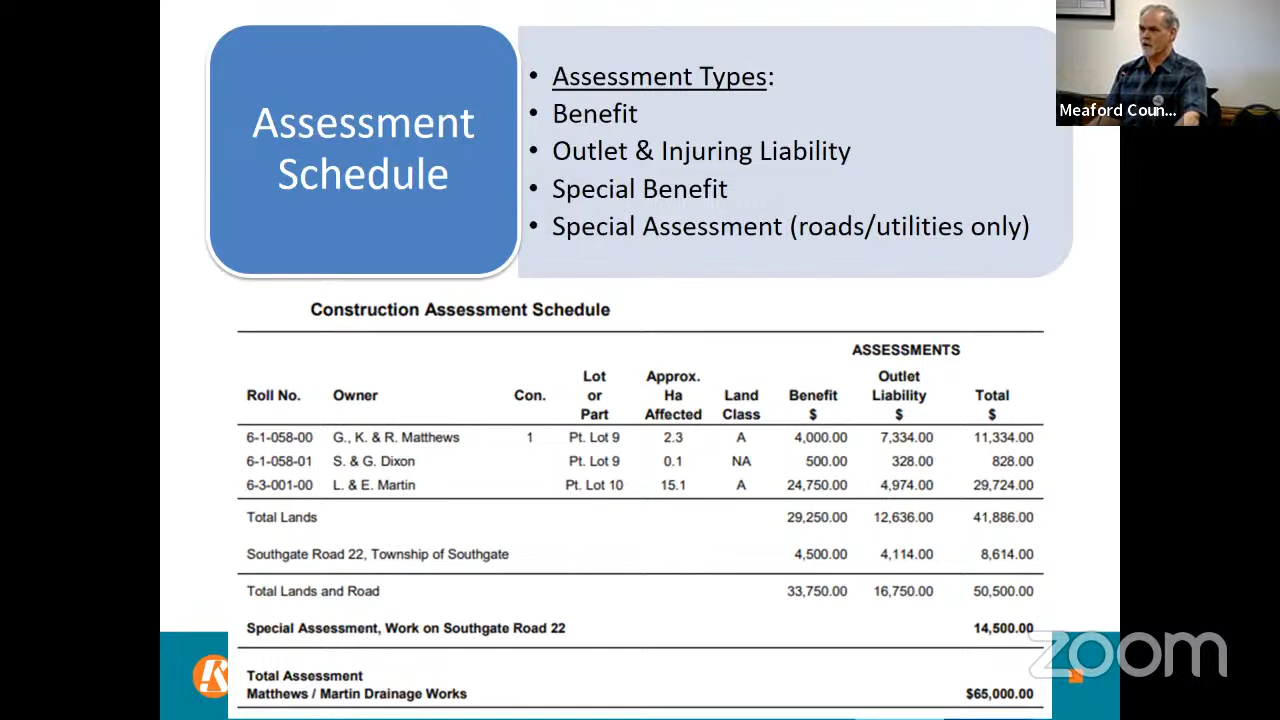 Assessment
Schedule
• Assessment Types:
• Benefit
• Outlet & Injuring Liability
• Special Benefit
• Special Assessment (roads/utilities only)
Meaford Coun...
Construction Assessment Schedule
ASSESSMENTS
Lot Approx. Outlet
Roll No. Owner Con. or Ha Land Benefit Liability Total
Part Affected Class $ $ $
6-1-058-00 G., K. & R. Matthews 1 Pt. Lot 9 2.3 A 4,000.00 7,334.00 11,334.00
6-1-058-01 S. & G. Dixon Pt. Lot 9 0.1 NA 500.00 328.00 828.00
6-3-001-00 L. & E. Martin Pt. Lot 10 15.1 A 24,750.00 4,974.00 29,724.00
Total Lands 29,250.00 12,636.00 41,886.00
Southgate Road 22, Township of Southgate 4,500.00 4,114.00 8,614.00
Total Lands and Road 33,750.00 16,750.00 50,500.00
Special Assessment, Work on Southgate Road 22 14,500.00
zoom
Total Assessment
Matthews / Martin Drainage Works $65,000.00